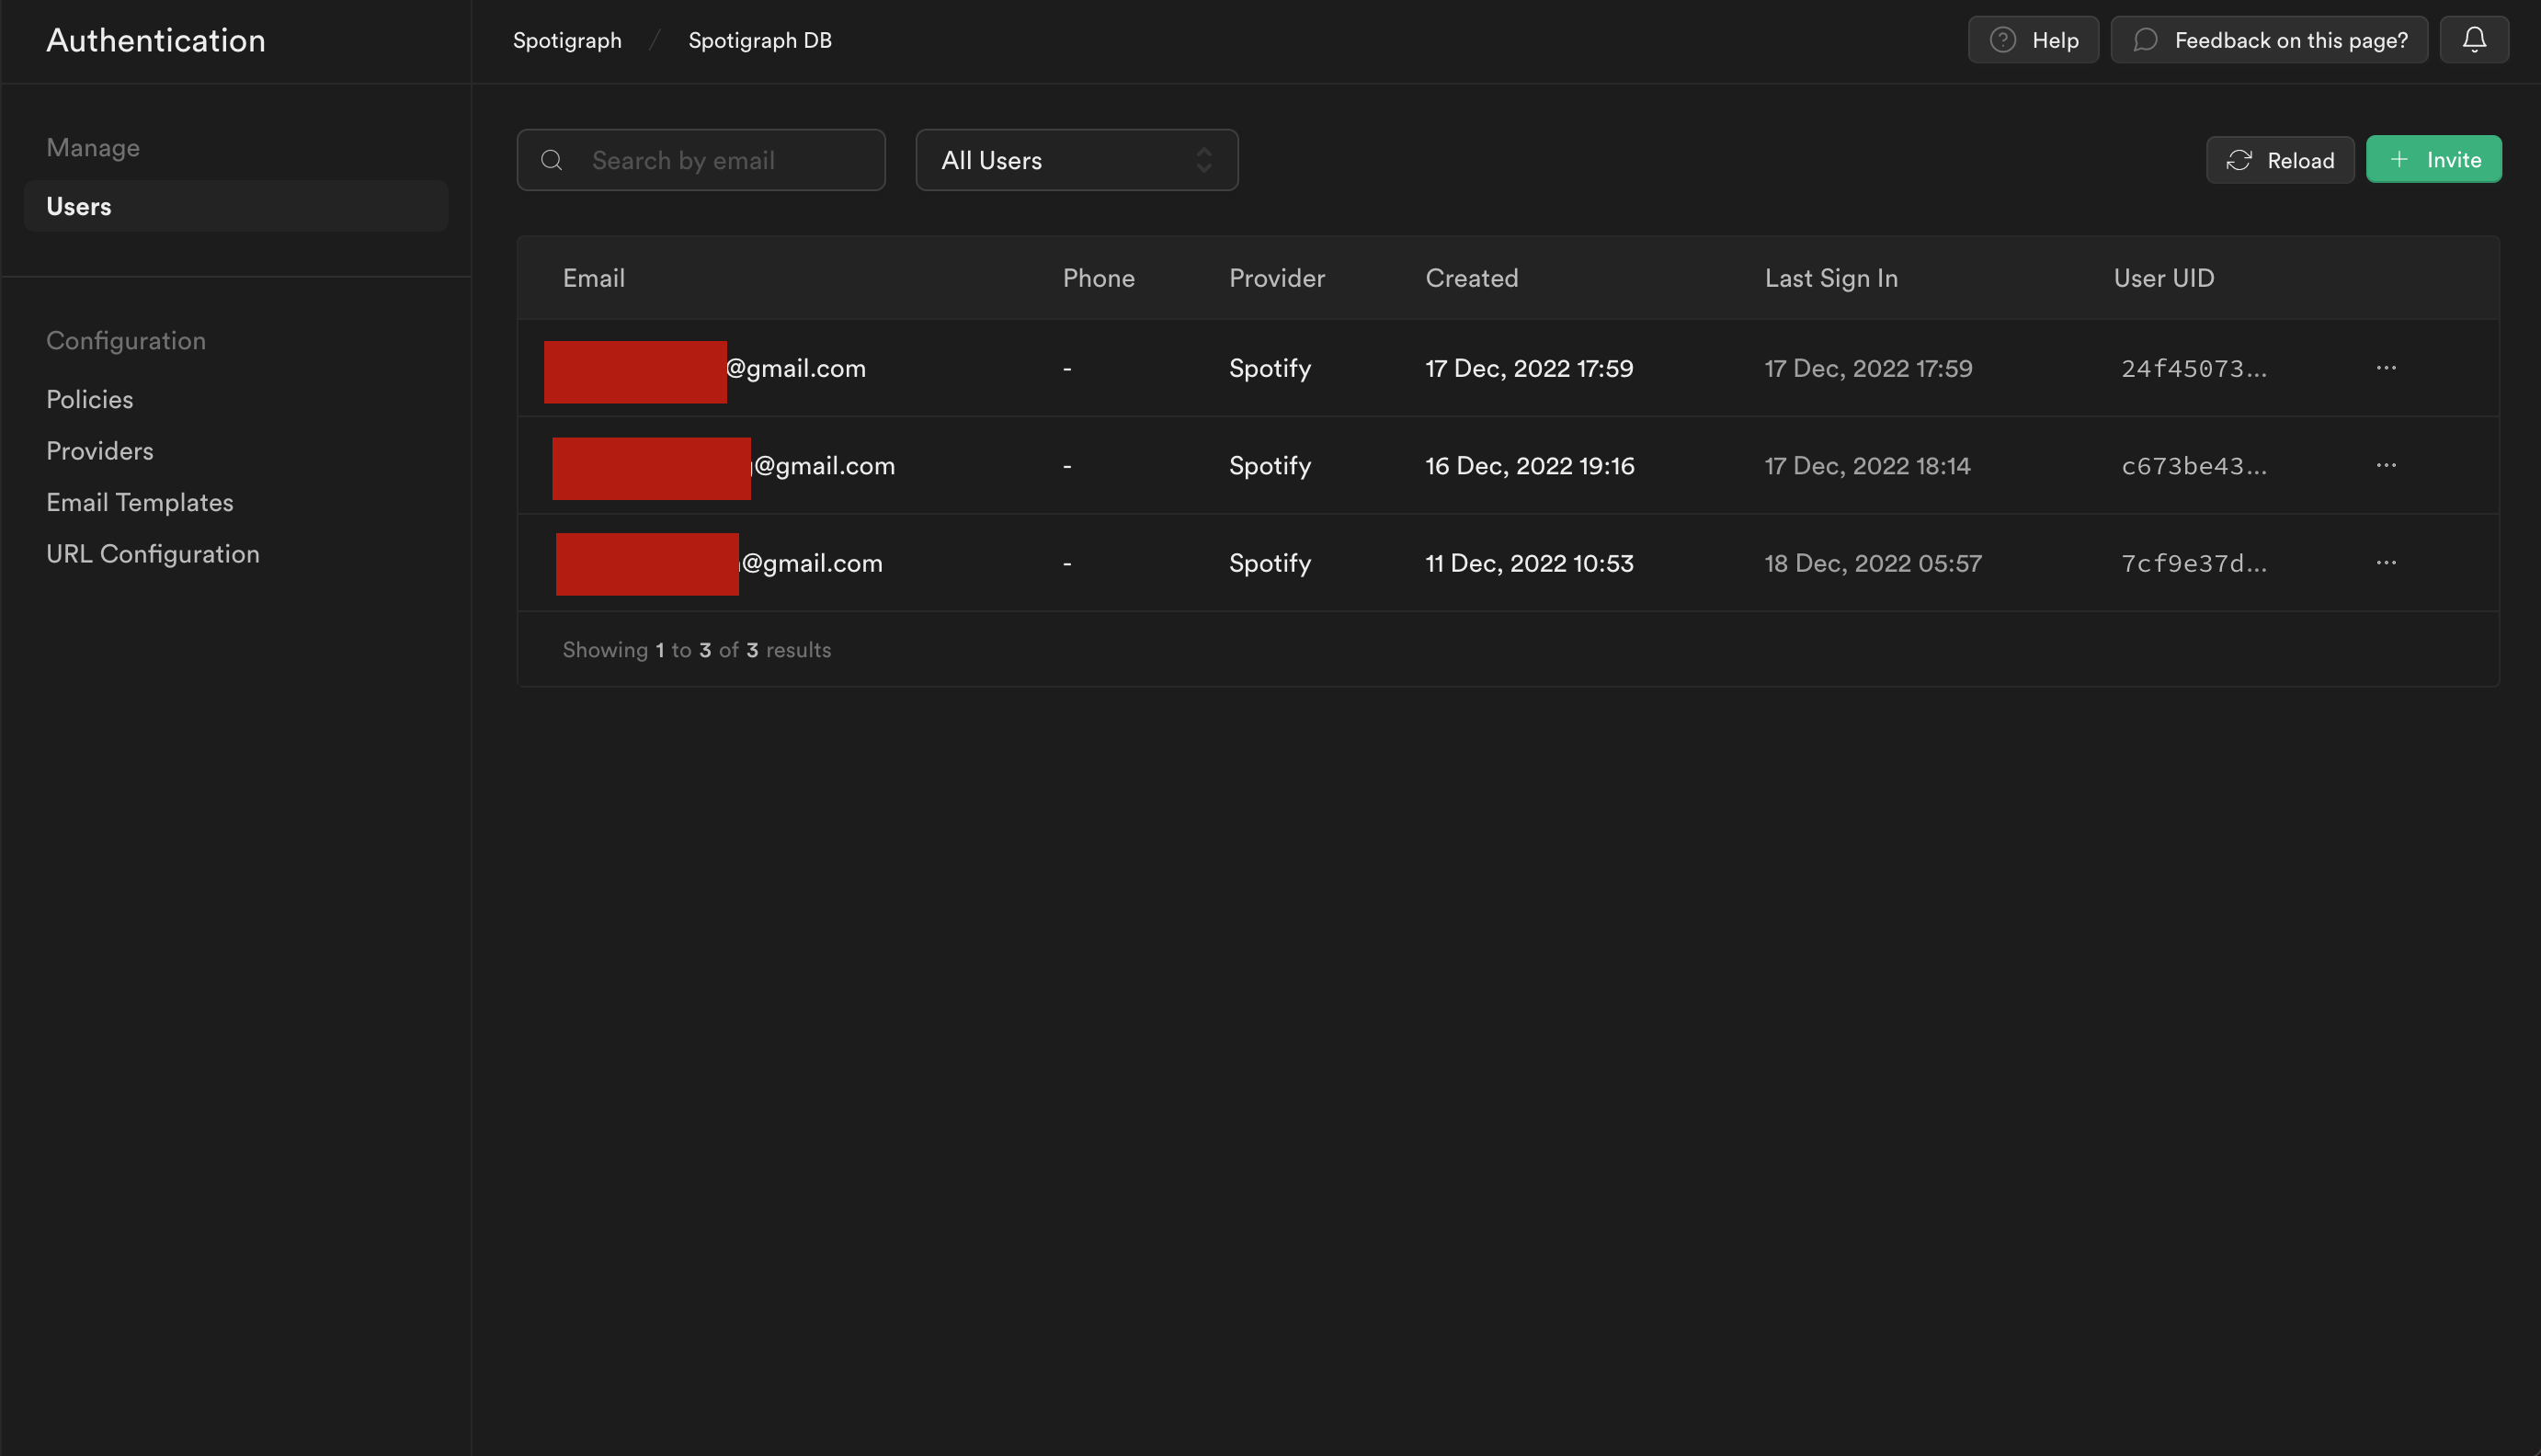 Authentication
Spotigraph / Spotigraph DB
Help
Feedback on this page?
Manage
Users
Configuration
Policies
Providers
Email Templates
URL Configuration
Search by email
All Users
Reload
+ Invite
Email Phone Provider Created Last Sign In User UID
@gmail.com - Spotify 17 Dec, 2022 17:59 17 Dec, 2022 17:59 24f45073... ...
@gmail.com - Spotify 16 Dec, 2022 19:16 17 Dec, 2022 18:14 c673be43... ...
@gmail.com - Spotify 11 Dec, 2022 10:53 18 Dec, 2022 05:57 7cf9e37d... ...
Showing 1 to 3 of 3 results